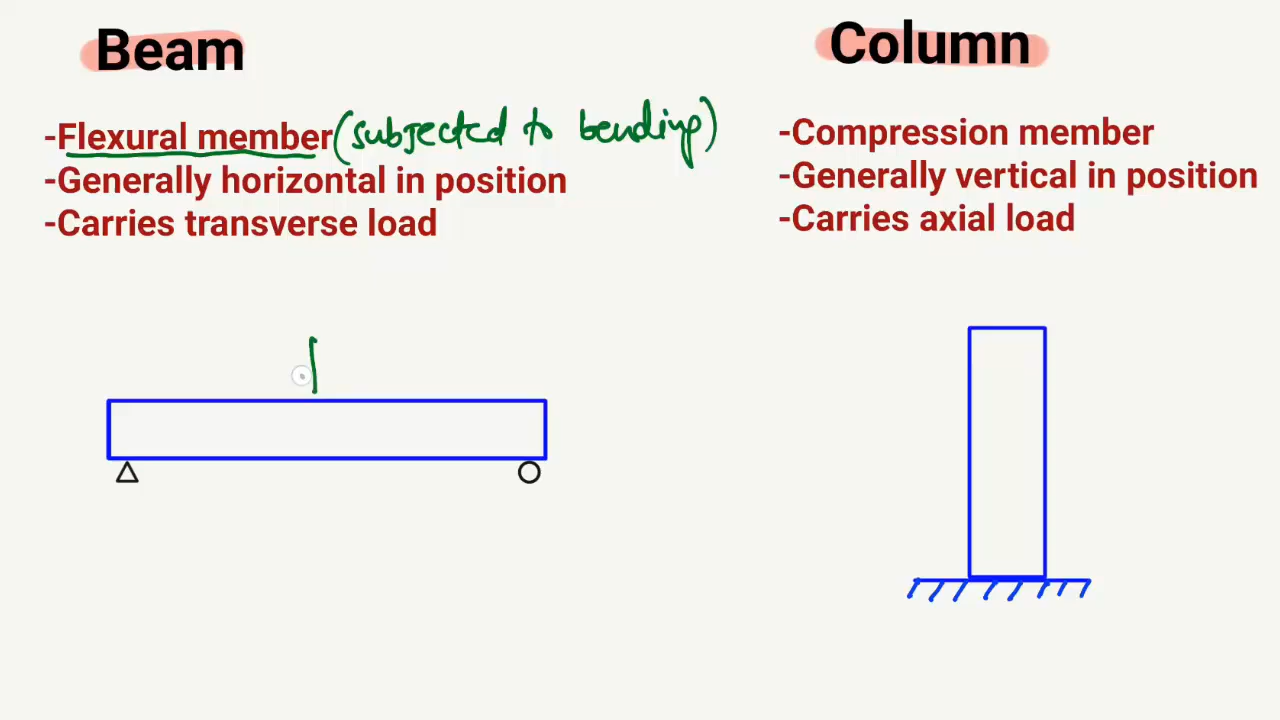 Beam
-Flexural member (subjected to bending)
-Generally horizontal in position
-Carries transverse load
Column
-Compression member
-Generally vertical in position
-Carries axial load